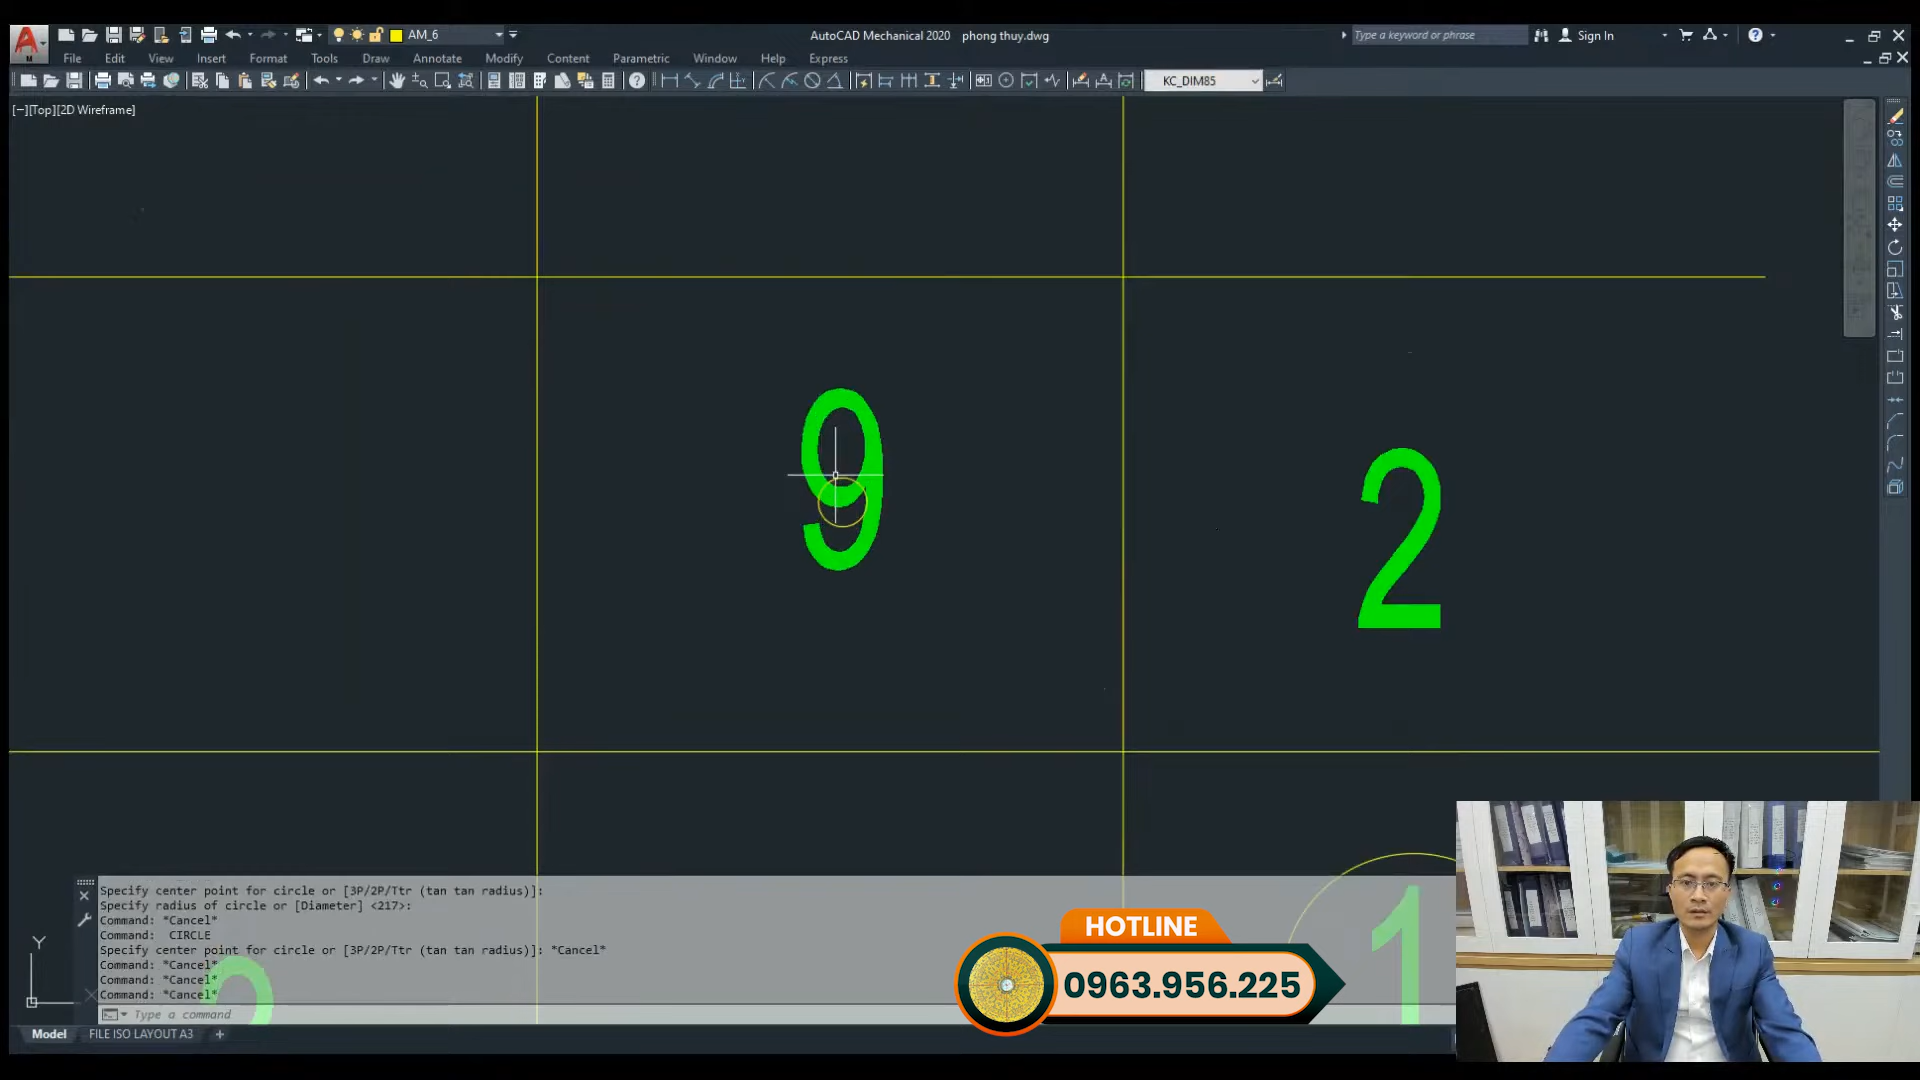 AM_6
AutoCAD Mechanical 2020 phong thuy.dwg
Type a keyword or phrase
Sign In
File Edit View Insert Format Tools Draw Annotate Modify Content Parametric Window Help Express
KC_DIM85
[−][Top][2D Wireframe]
9
2
1
Specify center point for circle or [3P/2P/Ttr (tan tan radius)]:
Specify radius of circle or [Diameter] <217>:
Command: *Cancel*
Command: CIRCLE
Specify center point for circle or [3P/2P/Ttr (tan tan radius)]: *Cancel*
Command: *Cancel*
Command: *Cancel*
Command: *Cancel*
Type a command
Y
HOTLINE
0963.956.225
Model FILE ISO LAYOUT A3 +